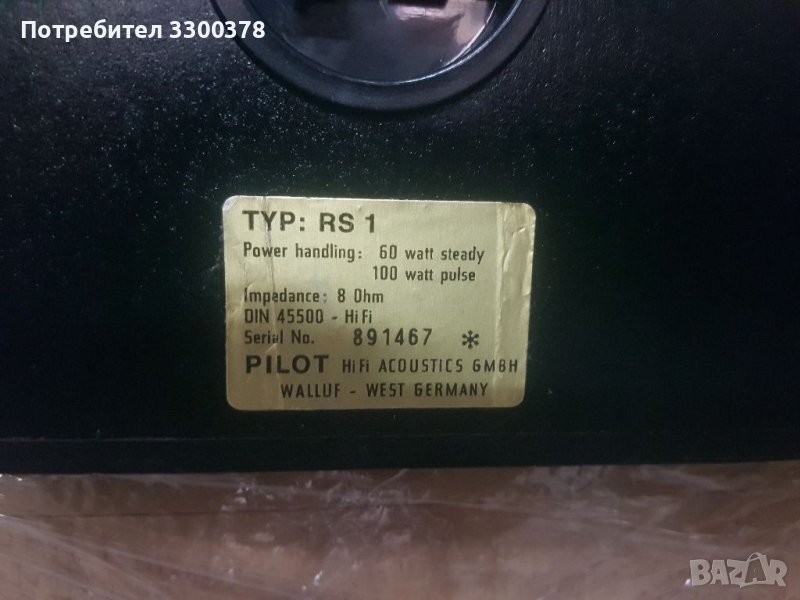 Потребител 3300378
TYP: RS 1
Power handling: 60 watt steady
100 watt pulse
Impedance: 8 Ohm
DIN 45500 - HiFi
Serial No. 891467 *
PILOT HiFi ACOUSTICS GMBH
WALLUF - WEST GERMANY
BAZAR